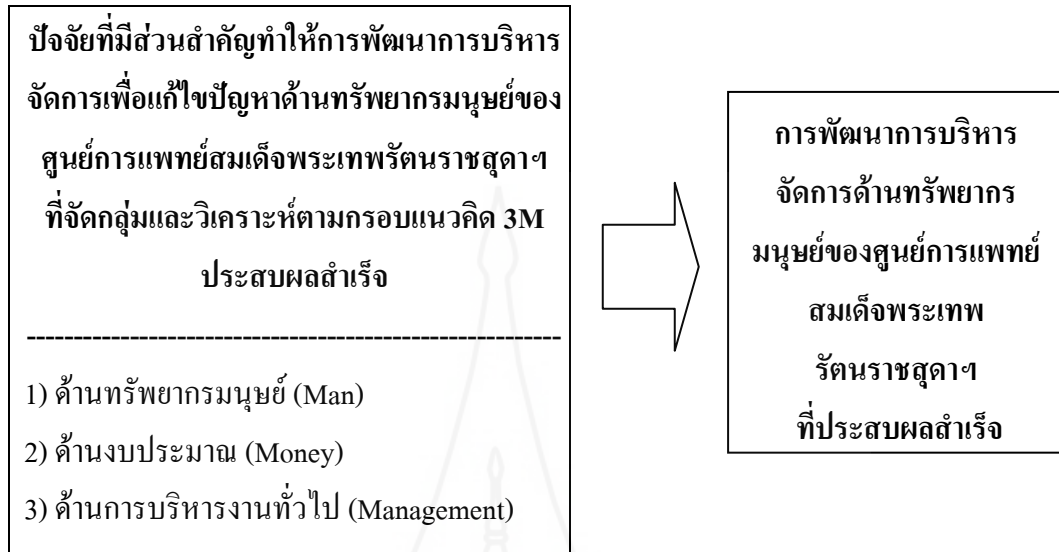 ปัจจัยที่มีส่วนสำคัญทำให้การพัฒนาการบริหาร
จัดการเพื่อแก้ไขปัญหาด้านทรัพยากรมนุษย์ของ
ศูนย์การแพทย์สมเด็จพระเทพรัตนราชสุดาฯ
ที่จัดกลุ่มและวิเคราะห์ตามกรอบแนวคิด 3M
ประสบผลสำเร็จ
----------------------------------------------------------
1) ด้านทรัพยากรมนุษย์ (Man)
2) ด้านงบประมาณ (Money)
3) ด้านการบริหารงานทั่วไป (Management)
การพัฒนาการบริหาร
จัดการด้านทรัพยากร
มนุษย์ของศูนย์การแพทย์
สมเด็จพระเทพ
รัตนราชสุดาฯ
ที่ประสบผลสำเร็จ